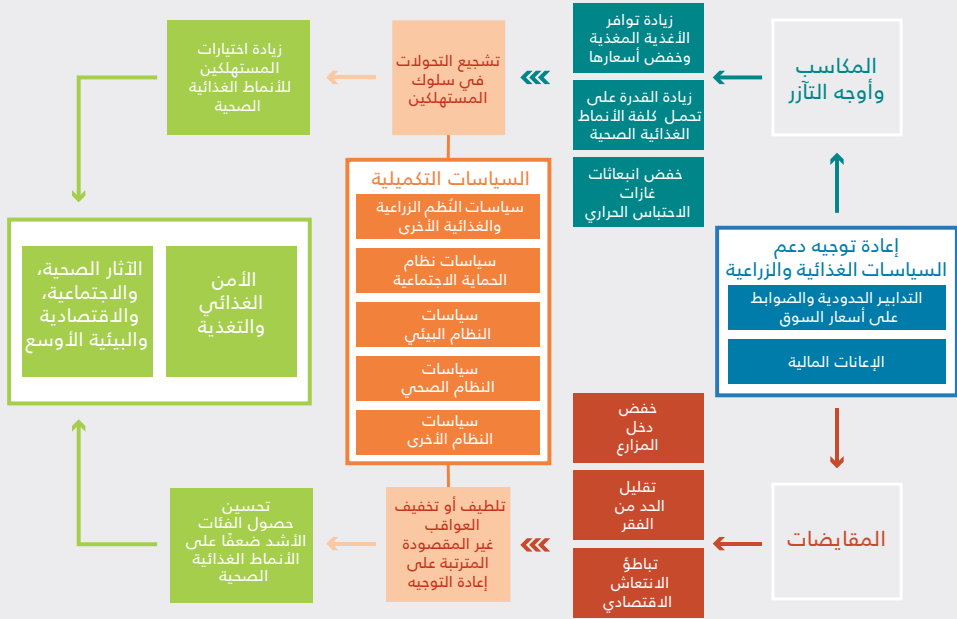 المكاسب
وأوجه التآزر
زيادة توافر
الأغذية المغذية
وخفض أسعارها
زيادة القدرة على
تحمل كلفة الأنماط
الغذائية الصحية
خفض انبعاثات
غازات
الاحتباس الحراري
تشجيع التحولات
في سلوك
المستهلكين
زيادة اختيارات
المستهلكين
للأنماط الغذائية
الصحية
إعادة توجيه دعم
السياسات الغذائية والزراعية
التدابير الحدودية والضوابط
على أسعار السوق
الإعانات المالية
السياسات التكميلية
سياسات النُظم الزراعية
والغذائية الأخرى
سياسات نظام
الحماية الاجتماعية
سياسات
النظام البيئي
سياسات
النظام الصحي
سياسات
النظام الأخرى
الأمن
الغذائي
والتغذية
الآثار الصحية،
والاجتماعية،
والاقتصادية
والبيئية الأوسع
المقايضات
خفض
دخل
المزارع
تقليل
الحد من
الفقر
تباطؤ
الانتعاش
الاقتصادي
تلطيف أو تخفيف
العواقب
غير المقصودة
المترتبة على
إعادة التوجيه
تحسين
حصول الفئات
الأشد ضعفًا على
الأنماط الغذائية
الصحية